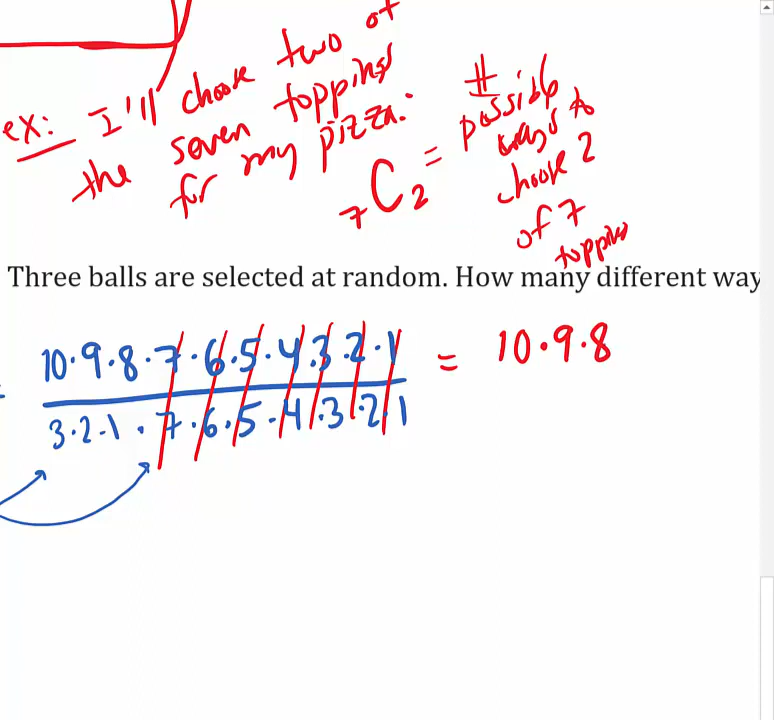 ex: I'll choose two of
the seven toppings
for my pizza.
₇C₂ = #
possible
ways to
choose 2
of 7
toppings
Three balls are selected at random. How many different way
10·9·8·7·6·5·4·3·2·1 = 10·9·8
3·2·1·7·6·5·4·3·2·1